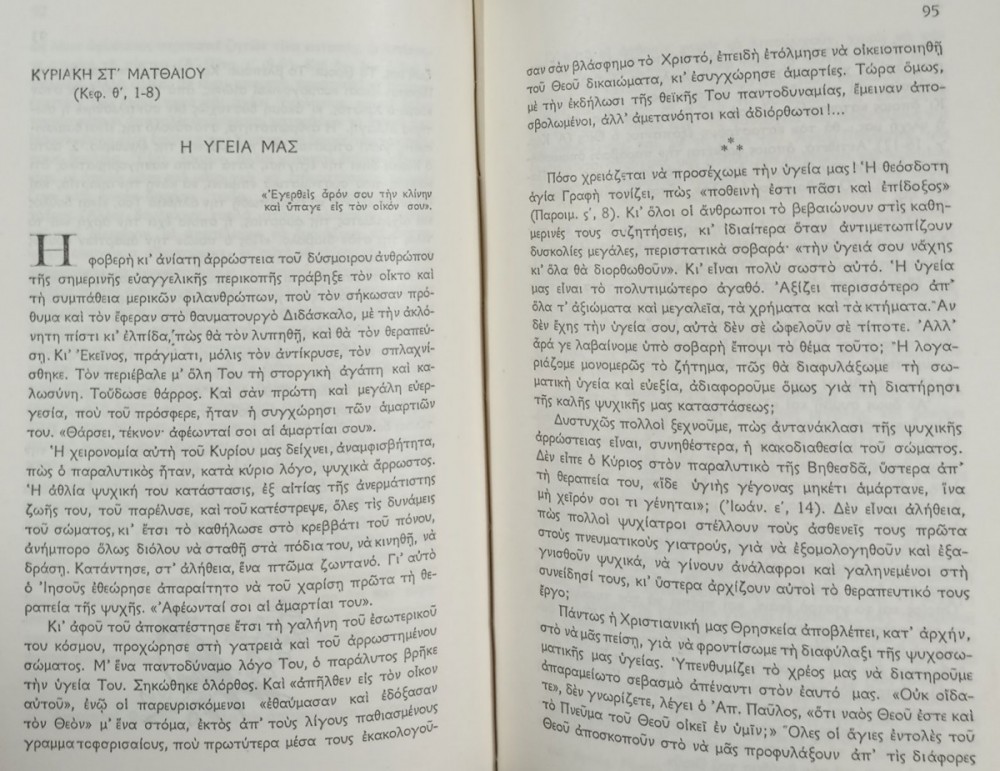 ΚΥΡΙΑΚΗ ΣΤ΄ ΜΑΤΘΑΙΟΥ
(Κεφ. θ΄, 1-8)
Η ΥΓΕΙΑ ΜΑΣ
«Ἐγερθεὶς ἆρόν σου τὴν κλίνην
καὶ ὕπαγε εἰς τὸν οἶκόν σου».
Η φοβερὴ κι᾿ ἀνίατη ἀρρώστεια τοῦ δύσμοιρου ἀνθρώπου
τῆς σημερινῆς εὐαγγελικῆς περικοπῆς τράβηξε τὸν οἶκτο καὶ
τὴ συμπάθεια μερικῶν φιλανθρώπων, ποὺ τὸν σήκωσαν πρό-
θυμα καὶ τὸν ἔφεραν στὸ θαυματουργὸ Διδάσκαλο, μὲ τὴν ἀκλό-
νητη πίστι κι᾿ ἐλπίδα, πὼς θὰ τὸν λυπηθῆ, καὶ θὰ τὸν θεραπεύ-
ση. Κι᾿ Ἐκεῖνος, πράγματι, μόλις τὸν ἀντίκρυσε, τὸν σπλαχνί-
σθηκε. Τὸν περιέβαλε μ᾿ ὅλη Του τὴ στοργικὴ ἀγάπη καὶ κα-
λωσύνη. Τοὔδωσε θάρρος. Καὶ σὰν πρώτη καὶ μεγάλη εὐερ-
γεσία, ποὺ τοῦ πρόσφερε, ἦταν ἡ συγχώρησι τῶν ἁμαρτιῶν
του. «Θάρσει, τέκνον· ἀφέωνταί σοι αἱ ἁμαρτίαι σου».
Ἡ χειρονομία αὐτὴ τοῦ Κυρίου μας δείχνει, ἀναμφισβήτητα,
πὼς ὁ παραλυτικὸς ἦταν, κατὰ κύριο λόγο, ψυχικὰ ἄρρωστος.
Ἡ ἀθλία ψυχική του κατάστασις, ἐξ αἰτίας τῆς ἀνερμάτιστης
ζωῆς του, τοῦ παρέλυσε, καὶ τοῦ κατέστρεψε, ὅλες τὶς δυνάμεις
τοῦ σώματος, κι᾿ ἔτσι τὸ καθήλωσε στὸ κρεββάτι τοῦ πόνου,
ἀνήμπορο ὅλως διόλου νὰ σταθῆ στὰ πόδια του, νὰ κινηθῆ, νὰ
δράση. Κατάντησε, στ᾿ ἀλήθεια, ἕνα πτῶμα ζωντανό. Γι᾿ αὐτὸ
ὁ Ἰησοῦς ἐθεώρησε ἀπαραίτητο νὰ τοῦ χαρίση πρῶτα τὴ θε-
ραπεία τῆς ψυχῆς. «Ἀφέωνταί σοι αἱ ἁμαρτίαι του».
Κι᾿ ἀφοῦ τοῦ ἀποκατέστησε ἔτσι τὴ γαλήνη τοῦ ἐσωτερικοῦ
του κόσμου, προχώρησε στὴ γατρειὰ καὶ τοῦ ἀρρωστημένου
σώματος. Μ᾿ ἕνα παντοδύναμο λόγο Του, ὁ παράλυτος βρῆκε
τὴν ὑγεία Του. Σηκώθηκε ὁλόρθος. Καὶ «ἀπῆλθεν εἰς τὸν οἶκον
αὐτοῦ», ἐνῷ οἱ παρευρισκόμενοι «ἐθαύμασαν καὶ ἐδόξασαν
τὸν Θεὸν» μ᾿ ἕνα στόμα, ἐκτὸς ἀπ᾿ τοὺς λίγους παθιασμένους
γραμματοφαρισαίους, ποὺ πρωτύτερα μέσα τους ἐκακολογοῦ-
95
σαν σὰν βλάσφημο τὸ Χριστό, ἐπειδὴ ἐτόλμησε νὰ οἰκειοποιηθῆ
τοῦ Θεοῦ δικαιώματα, κι᾿ ἐσυγχώρησε ἁμαρτίες. Τώρα ὅμως,
μὲ τὴν ἐκδήλωσι τῆς θεϊκῆς Του παντοδυναμίας, ἔμειναν ἀπο-
σβολωμένοι, ἀλλ᾿ ἀμετανόητοι καὶ ἀδιόρθωτοι!...
* * *
Πόσο χρειάζεται νὰ προσέχωμε τὴν ὑγεία μας! Ἡ θεόσδοτη
ἁγία Γραφὴ τονίζει, πὼς «ποθεινή ἐστι πᾶσι καὶ ἐπίδοξος»
(Παροιμ. ς΄, 8). Κι᾿ ὅλοι οἱ ἄνθρωποι τὸ βεβαιώνουν στὶς καθη-
μερινές τους συζητήσεις, κι᾿ ἰδιαίτερα ὅταν ἀντιμετωπίζουν
δυσκολίες μεγάλες, περιστατικὰ σοβαρά· «τὴν ὑγειά σου νἄχης
κι᾿ ὅλα θὰ διορθωθοῦν». Κι᾿ εἶναι πολὺ σωστὸ αὐτό. Ἡ ὑγεία
μας εἶναι τὸ πολυτιμώτερο ἀγαθό. Ἀξίζει περισσότερο ἀπ᾿
ὅλα τ᾿ ἀξιώματα καὶ μεγαλεῖα, τὰ χρήματα καὶ τὰ κτήματα. Ἂν
δὲν ἔχης τὴν ὑγεία σου, αὐτὰ δὲν σὲ ὠφελοῦν σὲ τίποτε. Ἀλλ᾿
ἆρά γε λαβαίνομε ὑπὸ σοβαρὴ ἔποψι τὸ θέμα τοῦτο; Ἢ λογα-
ριάζομε μονομερῶς τὸ ζήτημα, πῶς θὰ διαφυλάξωμε τὴ σω-
ματικὴ ὑγεία καὶ εὐεξία, ἀδιαφοροῦμε ὅμως γιὰ τὴ διατήρησι
τῆς καλῆς ψυχικῆς μας καταστάσεως;
Δυστυχῶς πολλοὶ ξεχνοῦμε, πὼς ἀντανάκλασι τῆς ψυχικῆς
ἀρρώστειας εἶναι, συνηθέστερα, ἡ κακοδιαθεσία τοῦ σώματος.
Δὲν εἶπε ὁ Κύριος στὸν παραλυτικὸ τῆς Βηθεσδᾶ, ὕστερα ἀπ᾿
τὴ θεραπεία του, «ἴδε ὑγιὴς γέγονας μηκέτι ἁμάρτανε, ἵνα
μὴ χεῖρόν σοι τι γένηται»; (Ἰωάν. ε΄, 14). Δὲν εἶναι ἀλήθεια,
πὼς πολλοὶ ψυχίατροι στέλλουν τοὺς ἀσθενεῖς τους πρῶτα
στοὺς πνευματικοὺς γιατρούς, γιὰ νὰ ἐξομολογηθοῦν καὶ ἐξα-
γνισθοῦν ψυχικά, νὰ γίνουν ἀνάλαφροι καὶ γαληνεμένοι στὴ
συνείδησί τους, κι᾿ ὕστερα ἀρχίζουν αὐτοὶ τὸ θεραπευτικό τους
ἔργο;
Πάντως ἡ Χριστιανική μας Θρησκεία ἀποβλέπει, κατ᾿ ἀρχήν,
στὸ νὰ μᾶς πείση, γιὰ νὰ φροντίσωμε τὴ διαφύλαξι τῆς ψυχοσω-
ματικῆς μας ὑγείας. Ὑπενθυμίζει τὸ χρέος μας νὰ διατηροῦμε
ἀπαραμείωτο σεβασμὸ ἀπέναντι στὸν ἑαυτό μας. «Οὐκ οἴδα-
τε», δὲν γνωρίζετε, λέγει ὁ Ἀπ. Παῦλος, «ὅτι ναὸς Θεοῦ ἐστε καὶ
τὸ Πνεῦμα τοῦ Θεοῦ οἰκεῖ ἐν ὑμῖν;» Ὅλες οἱ ἅγιες ἐντολὲς τοῦ
Θεοῦ ἀποσκοποῦν στὸ νὰ μᾶς προφυλάξουν ἀπ᾿ τὶς διάφορες